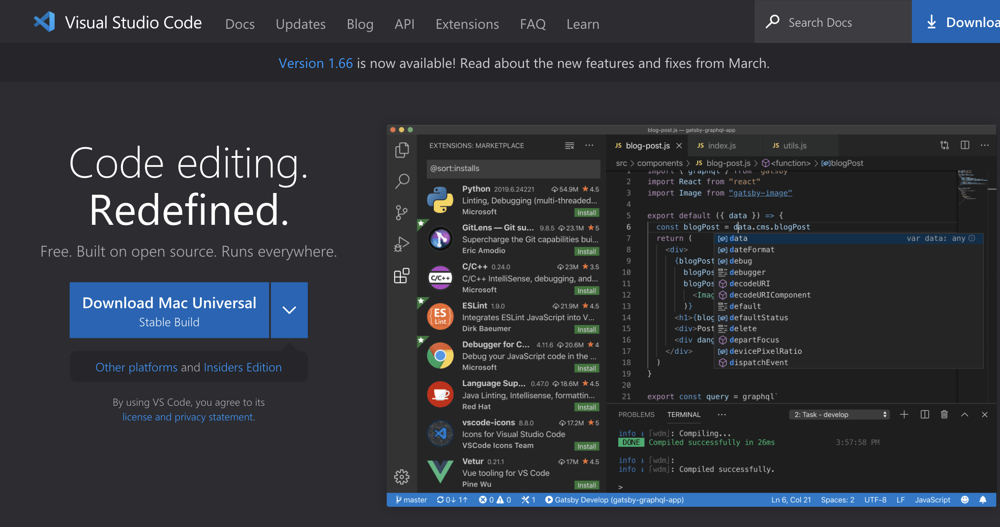 Visual Studio Code Docs Updates Blog API Extensions FAQ Learn Search Docs
Version 1.66 is now available! Read about the new features and fixes from March.
Code editing.
Redefined.
Free. Built on open source. Runs everywhere.
Download Mac Universal
Stable Build
Other platforms and Insiders Edition
By using VS Code, you agree to its
license and privacy statement.
blog-post.js — gatsby-graphql-app
EXTENSIONS: MARKETPLACE
@sort:installs
Python 2019.6.24221 54.9M 4.5
Linting, Debugging (multi-threaded...
Microsoft Install
GitLens — Git su... 9.8.5 23.1M 5
Supercharge the Git capabilities bui...
Eric Amodio Install
C/C++
C/C++ 0.24.0 23M 3.5
C/C++ IntelliSense, debugging, and...
Microsoft Install
ES
Lint
ESLint 1.9.0 21.9M 4.5
Integrates ESLint JavaScript into V...
Dirk Baeumer Install
Debugger for C... 4.11.6 20.6M 4
Debug your JavaScript code in the ...
Microsoft Install
Language Sup... 0.47.0 18.6M 4.5
Java Linting, Intellisense, formattin...
Red Hat Install
vscode-icons 8.8.0 17.2M 5
Icons for Visual Studio Code
VSCode Icons Team Install
Vetur 0.21.1 17M 4.5
Vue tooling for VS Code
Pine Wu Install
JS blog-post.js JS index.js JS utils.js
src > components > JS blog-post.js > <function> > blogPost
1 import { graphql } from "gatsby"
2 import React from "react"
3 import Image from "gatsby-image"
4
5 export default ({ data }) => {
6 const blogPost = data.cms.blogPost
7 return (
8 <div>
9 {blogPost
10 blogPos
11 blogPos
12 <Imag
13 )}
14 <h1>{blog
15 <div>Post
16 <div dang
17 </div>
18 )
19 }
20
21 export const query = graphql`
data var data: any
dateFormat
debug
debugger
decodeURI
decodeURIComponent
default
defaultStatus
delete
departFocus
devicePixelRatio
dispatchEvent
PROBLEMS TERMINAL ... 2: Task - develop
info i ｢wdm｣: Compiling...
DONE Compiled successfully in 26ms 3:57:58 PM
info i ｢wdm｣:
info i ｢wdm｣: Compiled successfully.
>
master 0↓ 1↑ 0 0 1 Gatsby Develop (gatsby-graphql-app) Ln 6, Col 21 Spaces: 2 UTF-8 LF JavaScript